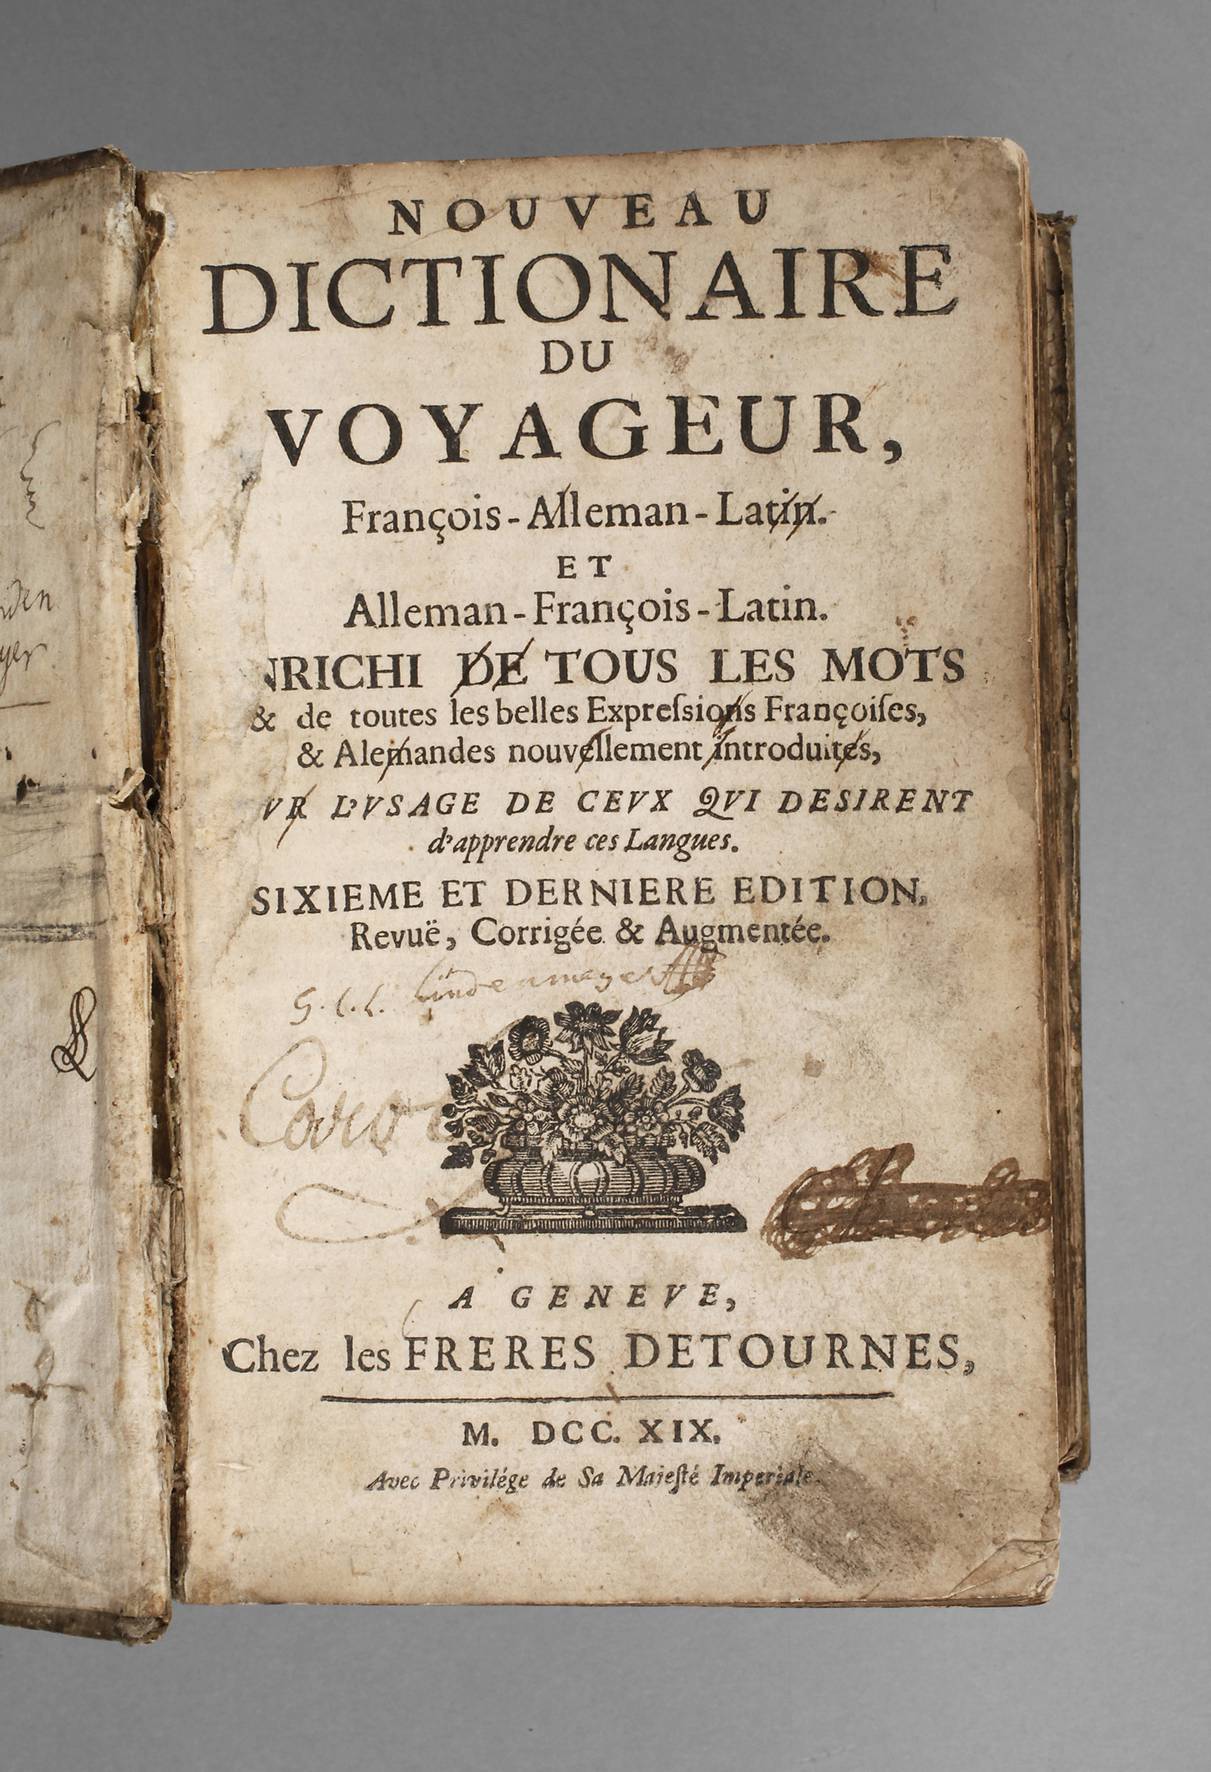 NOUVEAU
DICTIONAIRE
DU
VOYAGEUR,
François-Alleman-Latin.
ET
Alleman-François-Latin.
NRICHI DE TOUS LES MOTS
& de toutes les belles Expreſsions Françoiſes,
& Alemandes nouvellement introduites,
VR L'VSAGE DE CEVX QVI DESIRENT
d'apprendre ces Langues.
SIXIEME ET DERNIERE EDITION,
Revuë, Corrigée & Augmentée.
A GENEVE,
Chez les FRERES DETOURNES,
M. DCC. XIX.
Avec Privilége de Sa Majeſté Imperiale.